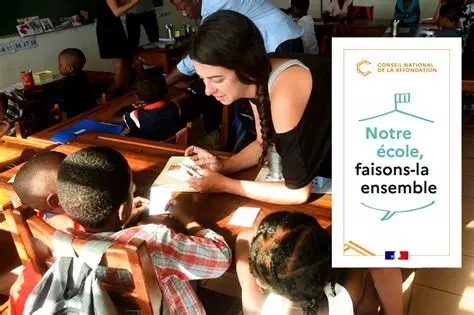 CONSEIL NATIONAL
DE LA REFONDATION
Notre
école,
faisons-la
ensemble